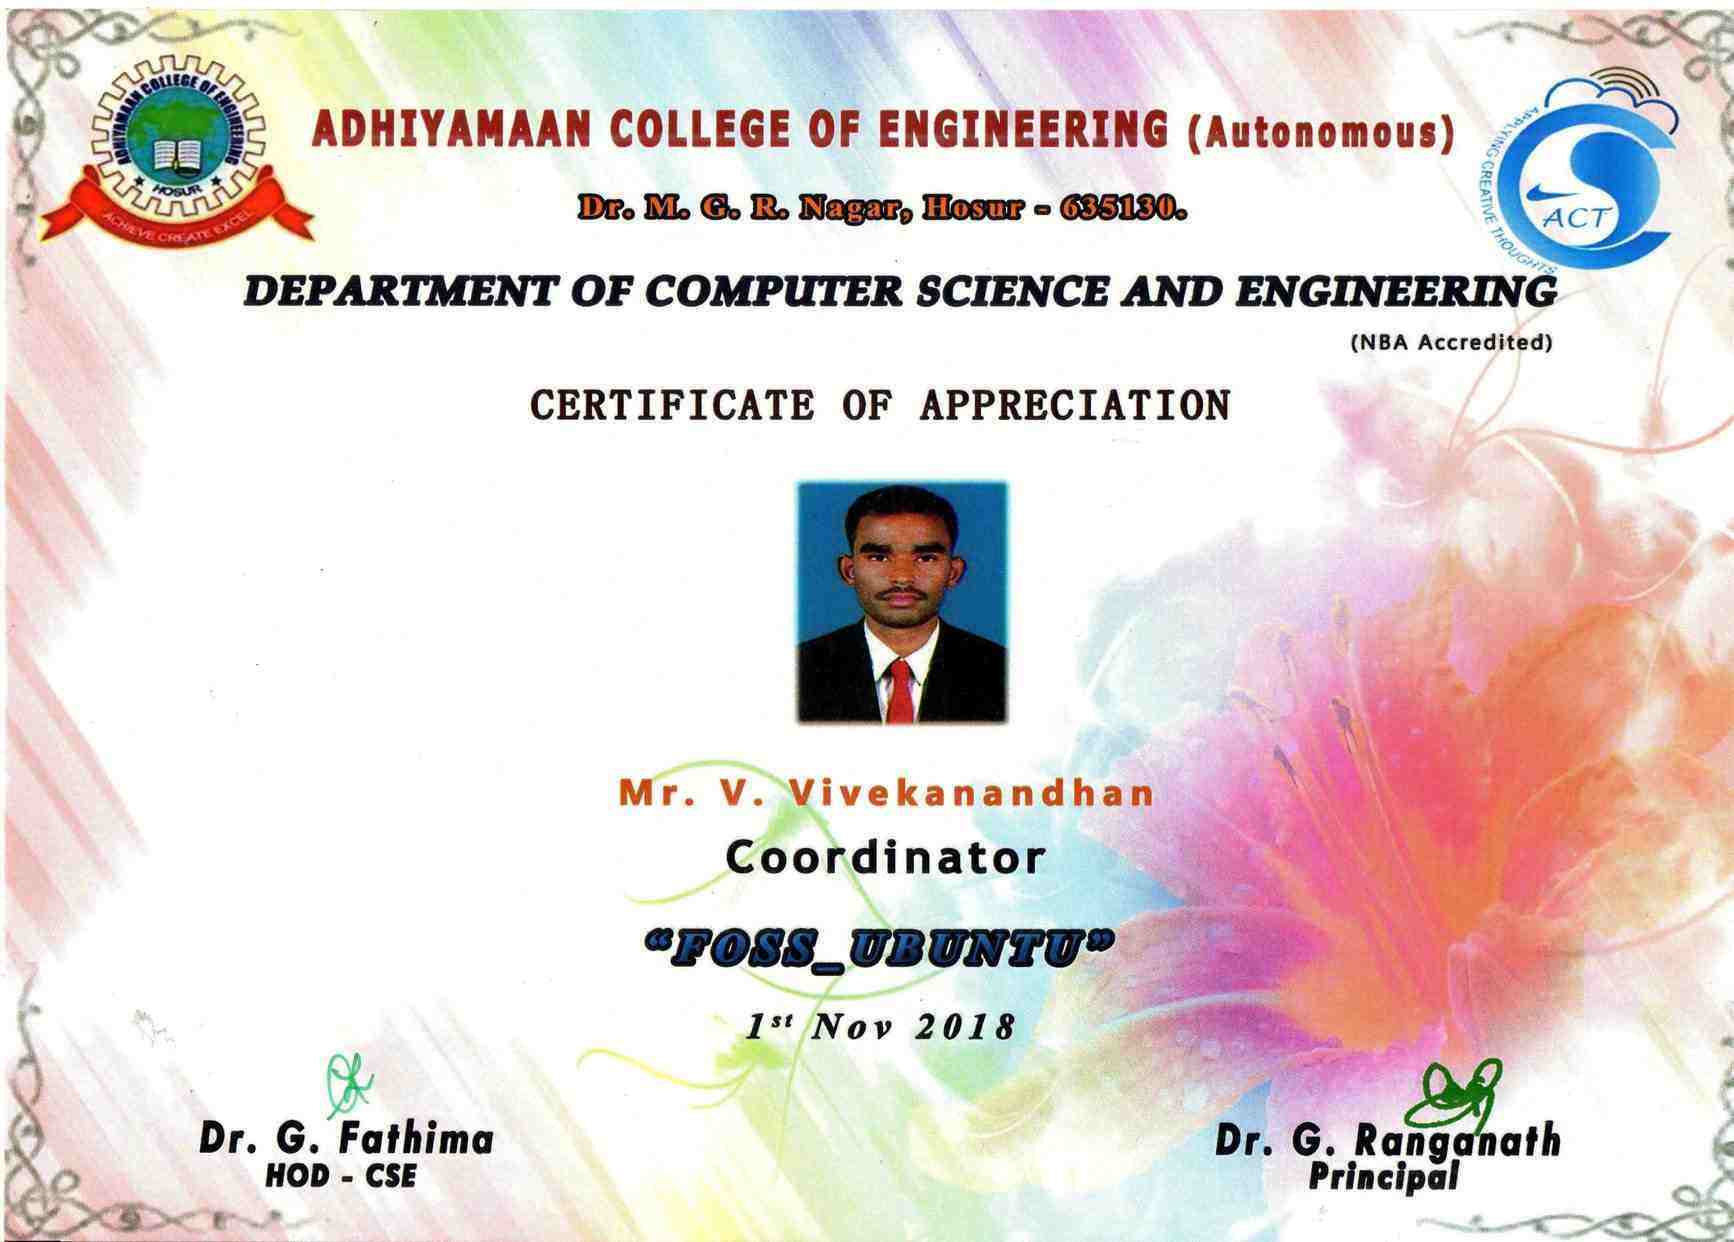 ADHIYAMAAN COLLEGE OF ENGINEERING
HOSUR
ACHIEVE CREATE EXCEL
ADHIYAMAAN COLLEGE OF ENGINEERING (Autonomous)
APPLYING CREATIVE THOUGHTS
ACT
Dr. M. G. R. Nagar, Hosur - 635130.
DEPARTMENT OF COMPUTER SCIENCE AND ENGINEERING
(NBA Accredited)
CERTIFICATE OF APPRECIATION
Mr. V. Vivekanandhan
Coordinator
“FOSS_UBUNTU”
1st Nov 2018
Dr. G. Fathima
HOD - CSE
Dr. G. Ranganath
Principal